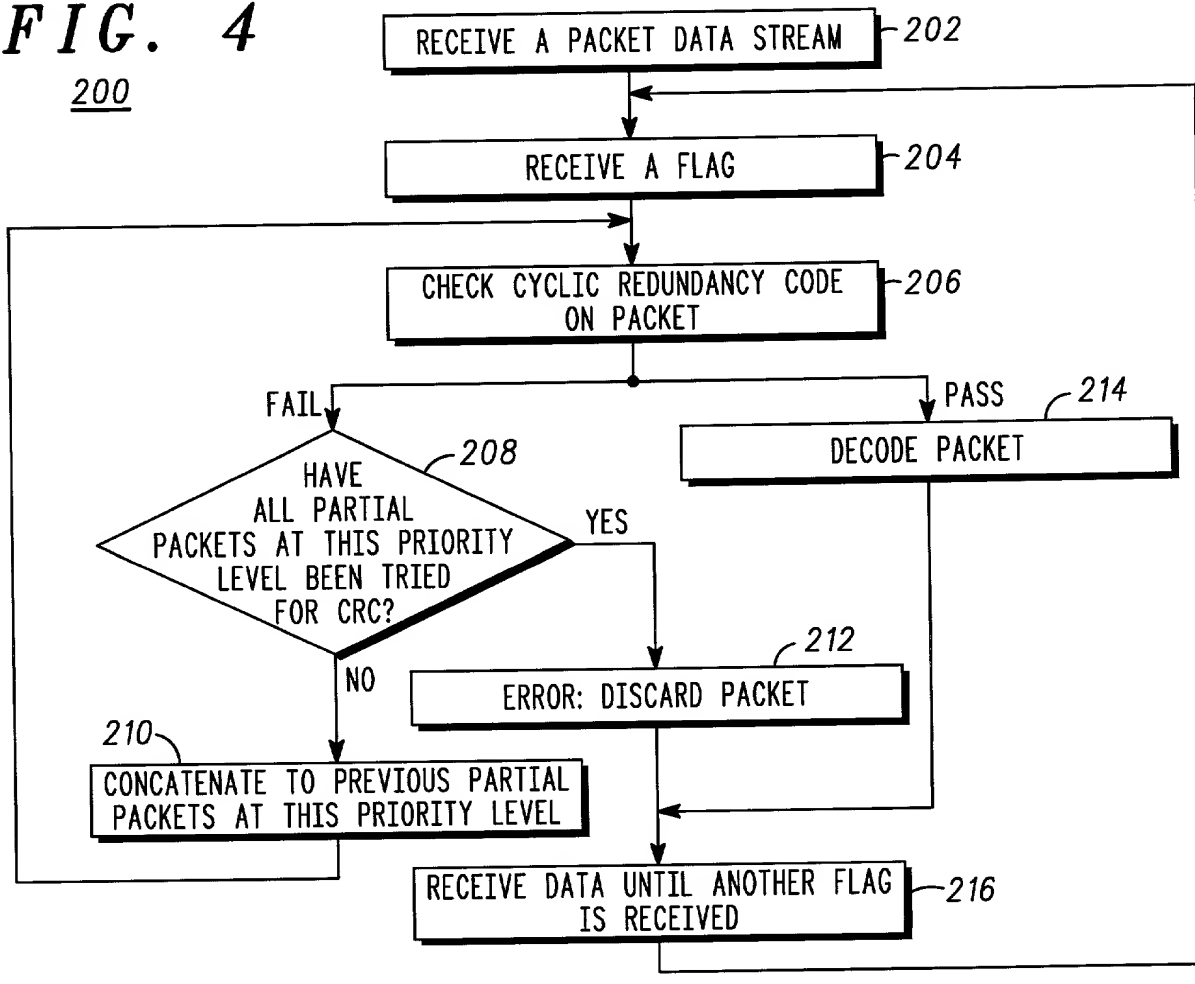 FIG. 4
200
RECEIVE A PACKET DATA STREAM
202
RECEIVE A FLAG
204
CHECK CYCLIC REDUNDANCY CODE
ON PACKET
206
FAIL
PASS
214
DECODE PACKET
208
HAVE
ALL PARTIAL
PACKETS AT THIS PRIORITY
LEVEL BEEN TRIED
FOR CRC?
YES
NO
212
ERROR: DISCARD PACKET
210
CONCATENATE TO PREVIOUS PARTIAL
PACKETS AT THIS PRIORITY LEVEL
RECEIVE DATA UNTIL ANOTHER FLAG
IS RECEIVED
216